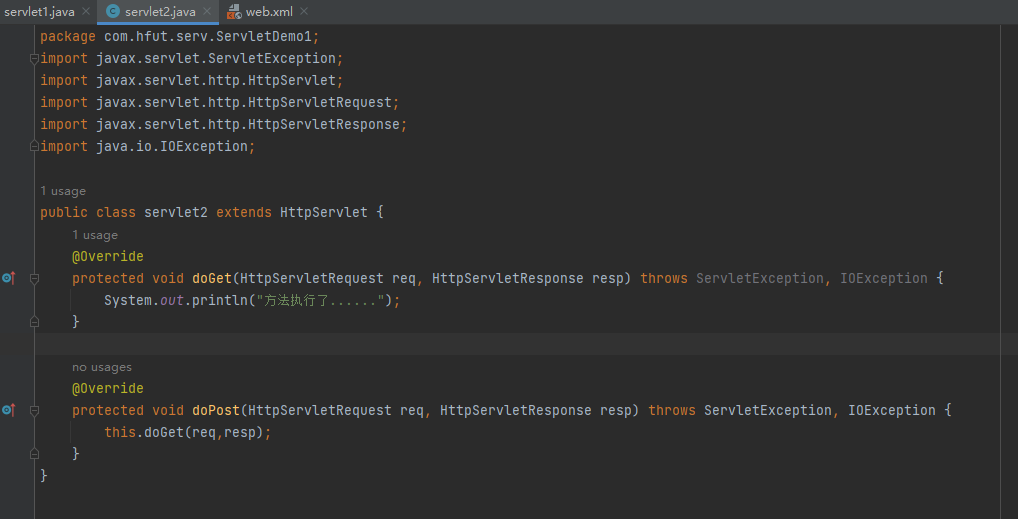 servlet1.java servlet2.java web.xml
package com.hfut.serv.ServletDemo1;
import javax.servlet.ServletException;
import javax.servlet.http.HttpServlet;
import javax.servlet.http.HttpServletRequest;
import javax.servlet.http.HttpServletResponse;
import java.io.IOException;
1 usage
public class servlet2 extends HttpServlet {
1 usage
@Override
protected void doGet(HttpServletRequest req, HttpServletResponse resp) throws ServletException, IOException {
System.out.println("方法执行了......");
}
no usages
@Override
protected void doPost(HttpServletRequest req, HttpServletResponse resp) throws ServletException, IOException {
this.doGet(req,resp);
}
}